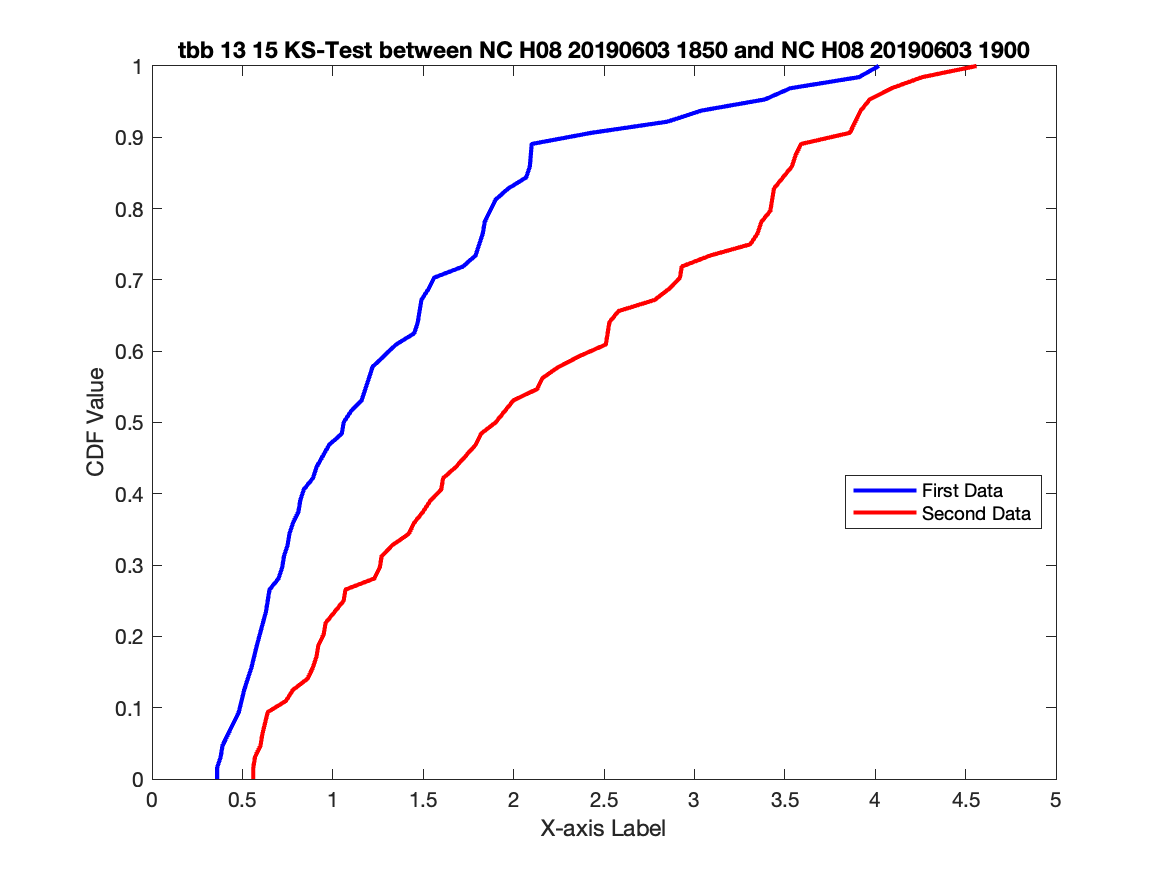 tbb 13 15 KS-Test between NC H08 20190603 1850 and NC H08 20190603 1900
1
0.9
0.8
0.7
0.6
0.5
0.4
0.3
0.2
0.1
0
CDF Value
First Data
Second Data
0 0.5 1 1.5 2 2.5 3 3.5 4 4.5 5
X-axis Label